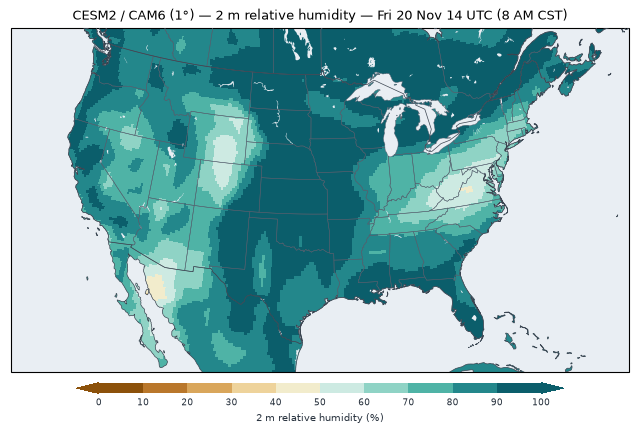 CESM2 / CAM6 (1°) — 2 m relative humidity — Fri 20 Nov 14 UTC (8 AM CST)
0 10 20 30 40 50 60 70 80 90 100
2 m relative humidity (%)